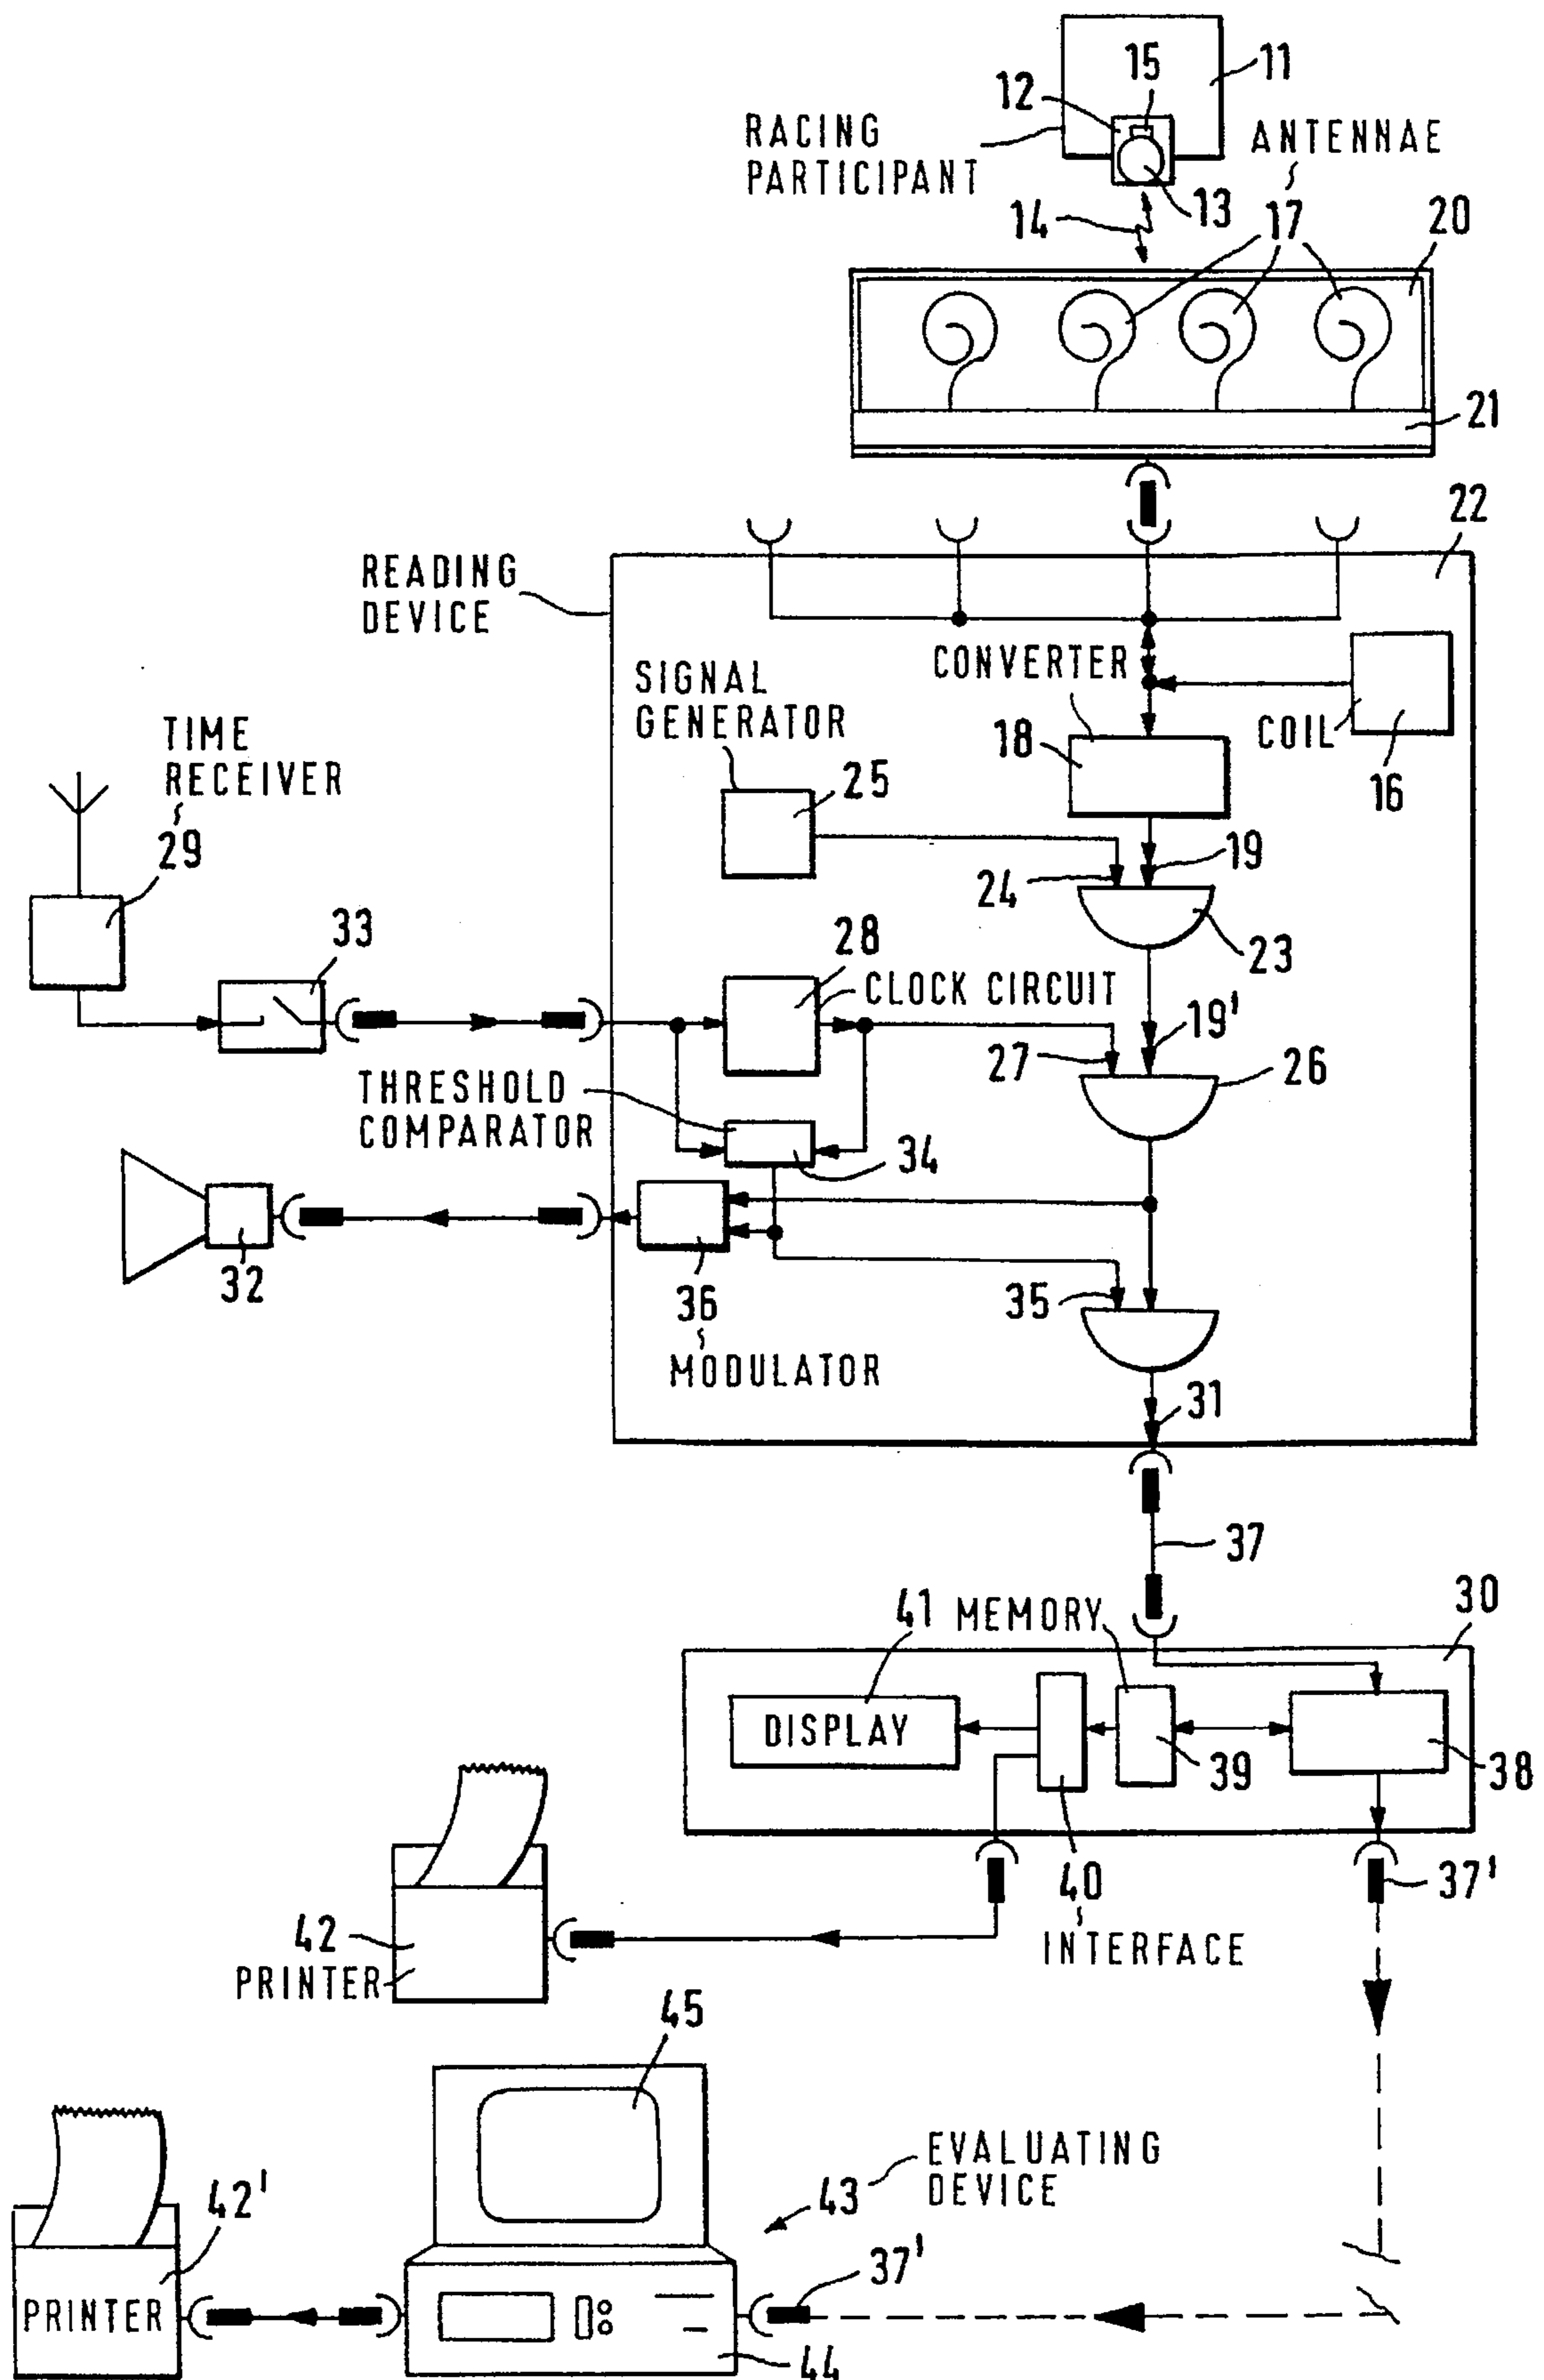 15
11
12
RACING
PARTICIPANT
ANTENNAE
13
14
17
20
21
22
READING
DEVICE
CONVERTER
SIGNAL
GENERATOR
COIL
TIME
RECEIVER
18
25
16
29
19
24
33
28
23
CLOCK CIRCUIT
19'
27
26
THRESHOLD
COMPARATOR
34
32
36
35
MODULATOR
31
37
30
41 MEMORY
DISPLAY
39
38
40
37'
42
INTERFACE
PRINTER
45
EVALUATING
DEVICE
43
42'
37'
PRINTER
44